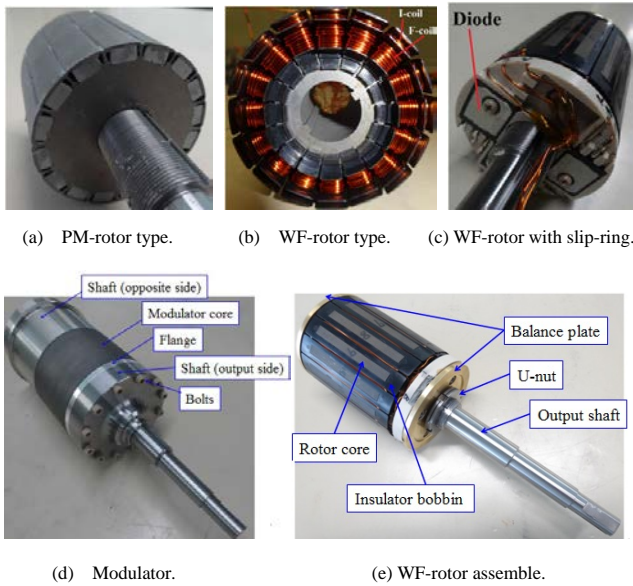 I-coil
F-coil
Diode
(a) PM-rotor type.
(b) WF-rotor type.
(c) WF-rotor with slip-ring.
Shaft (opposite side)
Modulator core
Flange
Shaft (output side)
Bolts
Balance plate
U-nut
Output shaft
Rotor core
Insulator bobbin
(d) Modulator.
(e) WF-rotor assemble.